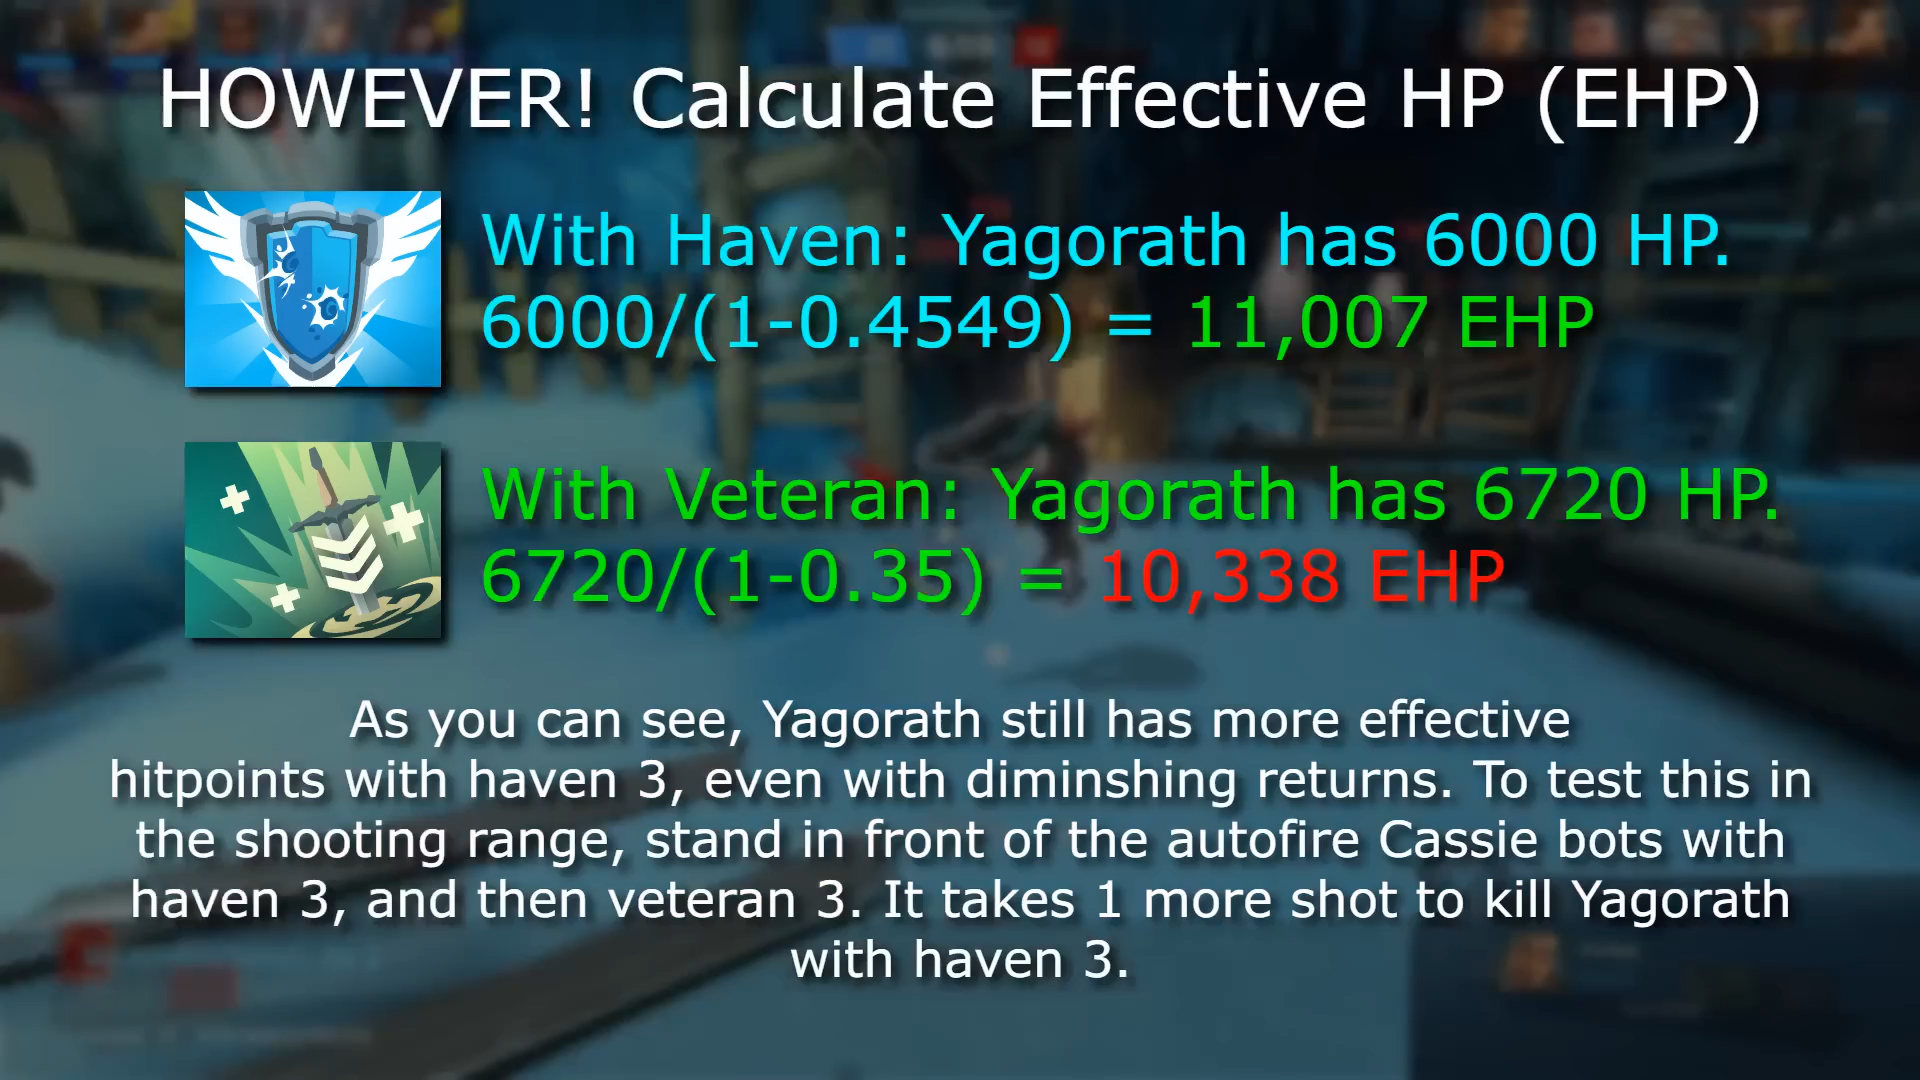 HOWEVER! Calculate Effective HP (EHP)
With Haven: Yagorath has 6000 HP.
6000/(1-0.4549) = 11,007 EHP
With Veteran: Yagorath has 6720 HP.
6720/(1-0.35) = 10,338 EHP
As you can see, Yagorath still has more effective
hitpoints with haven 3, even with diminshing returns. To test this in
the shooting range, stand in front of the autofire Cassie bots with
haven 3, and then veteran 3. It takes 1 more shot to kill Yagorath
with haven 3.